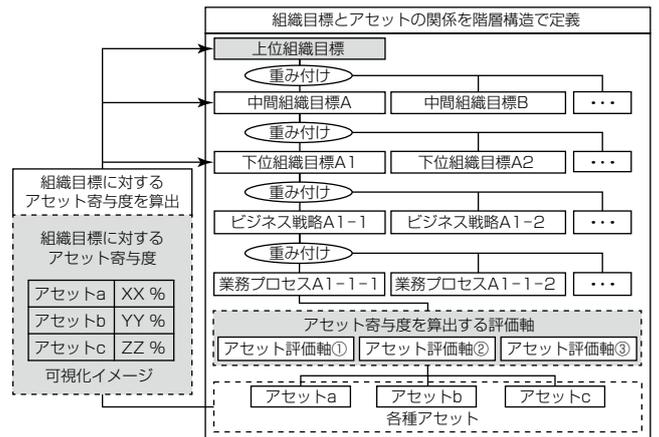 組織目標とアセットの関係を階層構造で定義
上位組織目標
重み付け
中間組織目標A
中間組織目標B
・・・
重み付け
下位組織目標A1
下位組織目標A2
・・・
重み付け
ビジネス戦略A1−1
ビジネス戦略A1−2
・・・
重み付け
業務プロセスA1−1−1
業務プロセスA1−1−2
・・・
アセット寄与度を算出する評価軸
アセット評価軸①
アセット評価軸②
アセット評価軸③
アセットa
アセットb
アセットc
各種アセット
組織目標に対する
アセット寄与度を算出
組織目標に対する
アセット寄与度
アセットa XX %
アセットb YY %
アセットc ZZ %
可視化イメージ